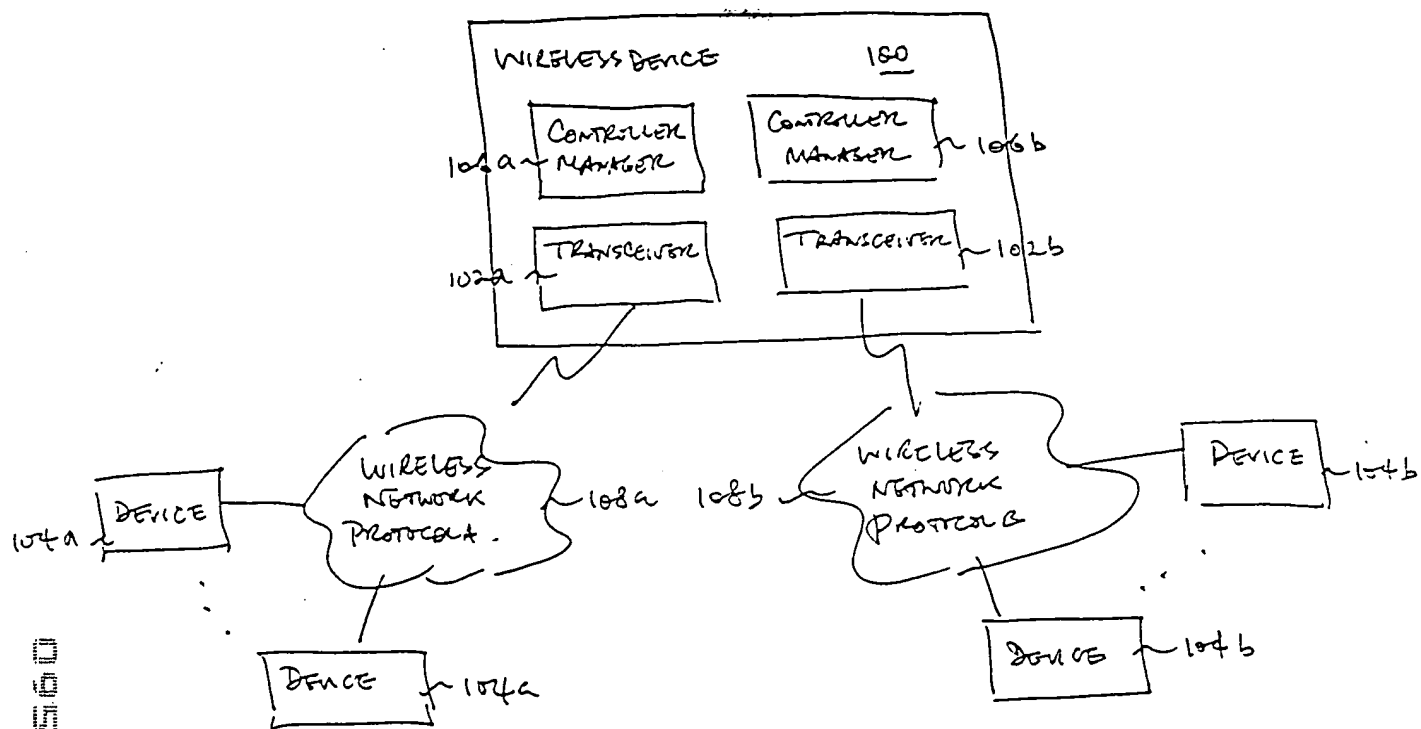 WIRELESS DEVICE 100
CONTROLLER
MANAGER
106a
CONTROLLER
MANAGER
106b
TRANSCEIVER
102a
TRANSCEIVER
102b
WIRELESS
NETWORK
PROTOCOL A.
108a
108b
WIRELESS
NETWORK
PROTOCOL B
DEVICE
104a
DEVICE
104b
DEVICE
104a
DEVICE
104b